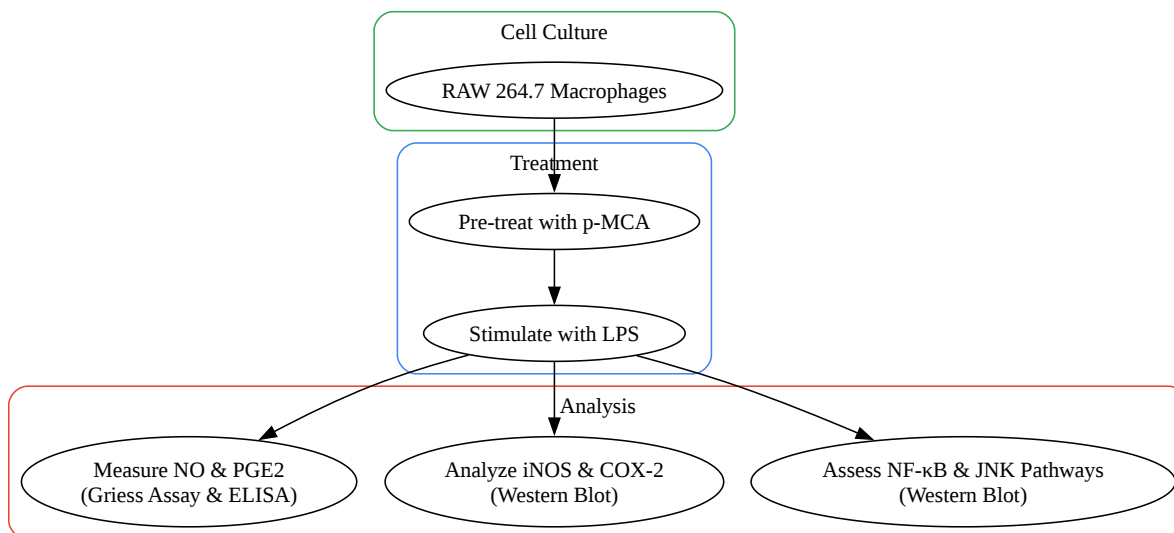 Cell Culture
RAW 264.7 Macrophages
Treatment
Pre-treat with p-MCA
Stimulate with LPS
Analysis
Measure NO & PGE2
(Griess Assay & ELISA)
Analyze iNOS & COX-2
(Western Blot)
Assess NF-κB & JNK Pathways
(Western Blot)